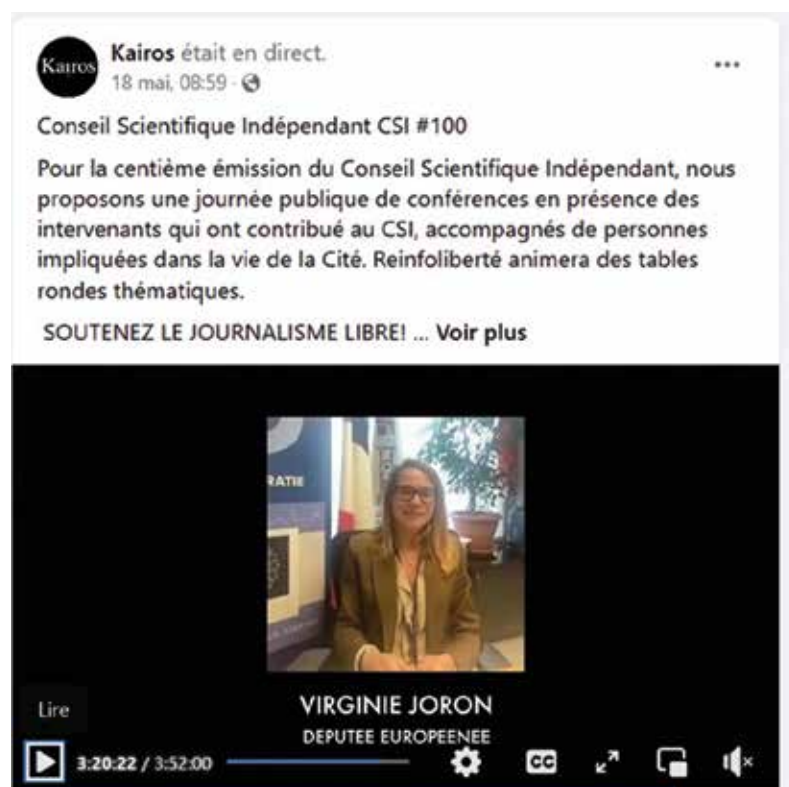 Kairos
Kairos était en direct.
18 mai, 08:59 ·
Conseil Scientifique Indépendant CSI #100
Pour la centième émission du Conseil Scientifique Indépendant, nous
proposons une journée publique de conférences en présence des
intervenants qui ont contribué au CSI, accompagnés de personnes
impliquées dans la vie de la Cité. Reinfoliberté animera des tables
rondes thématiques.
SOUTENEZ LE JOURNALISME LIBRE! ... Voir plus
RATIE
VIRGINIE JORON
DEPUTEE EUROPEENEE
Lire
3:20:22 / 3:52:00
CC